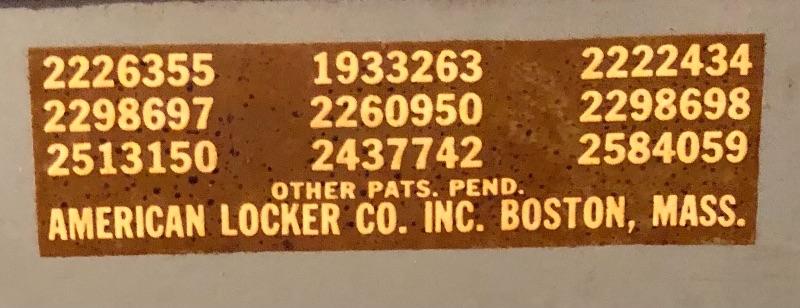 2226355 1933263 2222434
2298697 2260950 2298698
2513150 2437742 2584059
OTHER PATS. PEND.
AMERICAN LOCKER CO. INC. BOSTON, MASS.